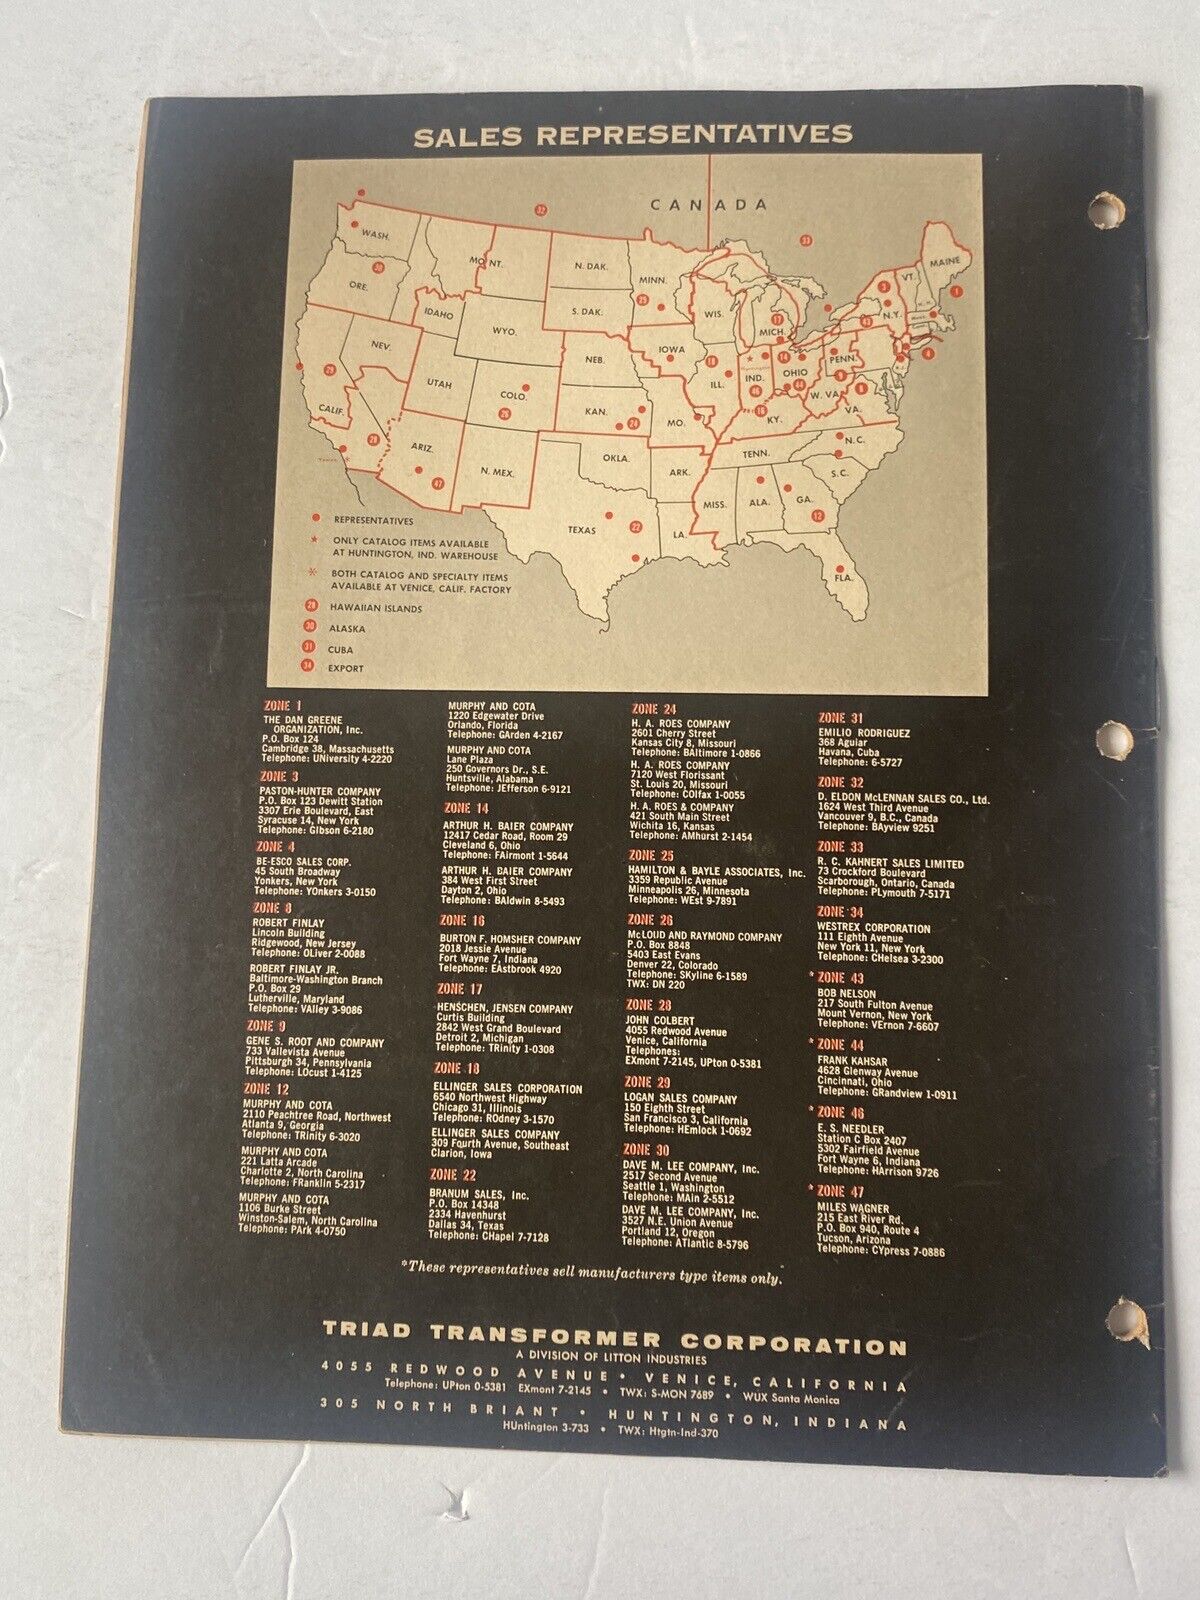 SALES REPRESENTATIVES
CANADA
32
33
WASH.
MONT.
N. DAK.
MINN.
MAINE
VT.
N. H.
30
ORE.
IDAHO
S. DAK.
25
WIS.
MICH.
17
3
N.Y.
1
43
4
WYO.
NEV.
IOWA
NEB.
18
ILL.
IND.
46
14
OHIO
44
PENN.
9
8
29
UTAH
COLO.
26
KAN.
24
MO.
16
KY.
W. VA.
VA.
CALIF.
28
ARIZ.
47
N. MEX.
OKLA.
ARK.
TENN.
N.C.
S.C.
MISS.
ALA.
GA.
12
TEXAS
22
LA.
FLA.
REPRESENTATIVES
ONLY CATALOG ITEMS AVAILABLE
AT HUNTINGTON, IND. WAREHOUSE
BOTH CATALOG AND SPECIALTY ITEMS
AVAILABLE AT VENICE, CALIF. FACTORY
28 HAWAIIAN ISLANDS
30 ALASKA
31 CUBA
34 EXPORT
ZONE 1
THE DAN GREENE
ORGANIZATION, Inc.
P.O. Box 124
Cambridge 38, Massachusetts
Telephone: UNiversity 4-2220
ZONE 3
PASTON-HUNTER COMPANY
P.O. Box 123 Dewitt Station
3307 Erie Boulevard, East
Syracuse 14, New York
Telephone: GIbson 6-2180
ZONE 4
BE-ESCO SALES CORP.
45 South Broadway
Yonkers, New York
Telephone: YOnkers 3-0150
ZONE 8
ROBERT FINLAY
Lincoln Building
Ridgewood, New Jersey
Telephone: OLiver 2-0088
ROBERT FINLAY JR.
Baltimore-Washington Branch
P.O. Box 29
Lutherville, Maryland
Telephone: VAlley 3-9086
ZONE 9
GENE S. ROOT AND COMPANY
733 Vallevista Avenue
Pittsburgh 34, Pennsylvania
Telephone: LOcust 1-4125
ZONE 12
MURPHY AND COTA
2110 Peachtree Road, Northwest
Atlanta 9, Georgia
Telephone: TRinity 6-3020
MURPHY AND COTA
221 Latta Arcade
Charlotte 2, North Carolina
Telephone: FRanklin 5-2317
MURPHY AND COTA
1106 Burke Street
Winston-Salem, North Carolina
Telephone: PArk 4-0750
MURPHY AND COTA
1220 Edgewater Drive
Orlando, Florida
Telephone: GArden 4-2167
MURPHY AND COTA
Lane Plaza
250 Governors Dr., S.E.
Huntsville, Alabama
Telephone: JEfferson 6-9121
ZONE 14
ARTHUR H. BAIER COMPANY
12417 Cedar Road, Room 29
Cleveland 6, Ohio
Telephone: FAirmont 1-5644
ARTHUR H. BAIER COMPANY
384 West First Street
Dayton 2, Ohio
Telephone: BAldwin 8-5493
ZONE 16
BURTON F. HOMSHER COMPANY
2018 Jessie Avenue
Fort Wayne 7, Indiana
Telephone: EAstbrook 4920
ZONE 17
HENSCHEN, JENSEN COMPANY
Curtis Building
2842 West Grand Boulevard
Detroit 2, Michigan
Telephone: TRinity 1-0308
ZONE 18
ELLINGER SALES CORPORATION
6540 Northwest Highway
Chicago 31, Illinois
Telephone: ROdney 3-1570
ELLINGER SALES COMPANY
309 Fourth Avenue, Southeast
Clarion, Iowa
ZONE 22
BRANUM SALES, Inc.
P.O. Box 14348
2334 Havenhurst
Dallas 34, Texas
Telephone: CHapel 7-7128
ZONE 24
H. A. ROES COMPANY
2601 Cherry Street
Kansas City 8, Missouri
Telephone: BAltimore 1-0866
H. A. ROES COMPANY
7120 West Florissant
St. Louis 20, Missouri
Telephone: COlfax 1-0055
H. A. ROES & COMPANY
421 South Main Street
Wichita 16, Kansas
Telephone: AMhurst 2-1454
ZONE 25
HAMILTON & BAYLE ASSOCIATES, Inc.
3359 Republic Avenue
Minneapolis 26, Minnesota
Telephone: WEst 9-7891
ZONE 26
McLOUD AND RAYMOND COMPANY
P.O. Box 8848
5403 East Evans
Denver 22, Colorado
Telephone: SKyline 6-1589
TWX: DN 220
ZONE 28
JOHN COLBERT
4055 Redwood Avenue
Venice, California
Telephones:
EXmont 7-2145, UPton 0-5381
ZONE 29
LOGAN SALES COMPANY
150 Eighth Street
San Francisco 3, California
Telephone: HEmlock 1-0692
ZONE 30
DAVE M. LEE COMPANY, Inc.
2517 Second Avenue
Seattle 1, Washington
Telephone: MAin 2-5512
DAVE M. LEE COMPANY, Inc.
3527 N.E. Union Avenue
Portland 12, Oregon
Telephone: ATlantic 8-5796
ZONE 31
EMILIO RODRIGUEZ
368 Aguiar
Havana, Cuba
Telephone: 6-5727
ZONE 32
D. ELDON McLENNAN SALES CO., Ltd.
1624 West Third Avenue
Vancouver 9, B.C., Canada
Telephone: BAyview 9251
ZONE 33
R. C. KAHNERT SALES LIMITED
73 Crockford Boulevard
Scarborough, Ontario, Canada
Telephone: PLymouth 7-5171
ZONE 34
WESTREX CORPORATION
111 Eighth Avenue
New York 11, New York
Telephone: CHelsea 3-2300
* ZONE 43
BOB NELSON
217 South Fulton Avenue
Mount Vernon, New York
Telephone: VErnon 7-6607
* ZONE 44
FRANK KAHSAR
4628 Glenway Avenue
Cincinnati, Ohio
Telephone: GRandview 1-0911
* ZONE 46
E. S. NEEDLER
Station C Box 2407
5302 Fairfield Avenue
Fort Wayne 6, Indiana
Telephone: HArrison 9726
* ZONE 47
MILES WAGNER
215 East River Rd.
P.O. Box 940, Route 4
Tucson, Arizona
Telephone: CYpress 7-0886
*These representatives sell manufacturers type items only.
TRIAD TRANSFORMER CORPORATION
A DIVISION OF LITTON INDUSTRIES
4055 REDWOOD AVENUE • VENICE, CALIFORNIA
Telephone: UPton 0-5381 EXmont 7-2145 • TWX: S-MON 7689 • WUX Santa Monica
305 NORTH BRIANT • HUNTINGTON, INDIANA
HUntington 3-733 • TWX: Htgtn-Ind-370